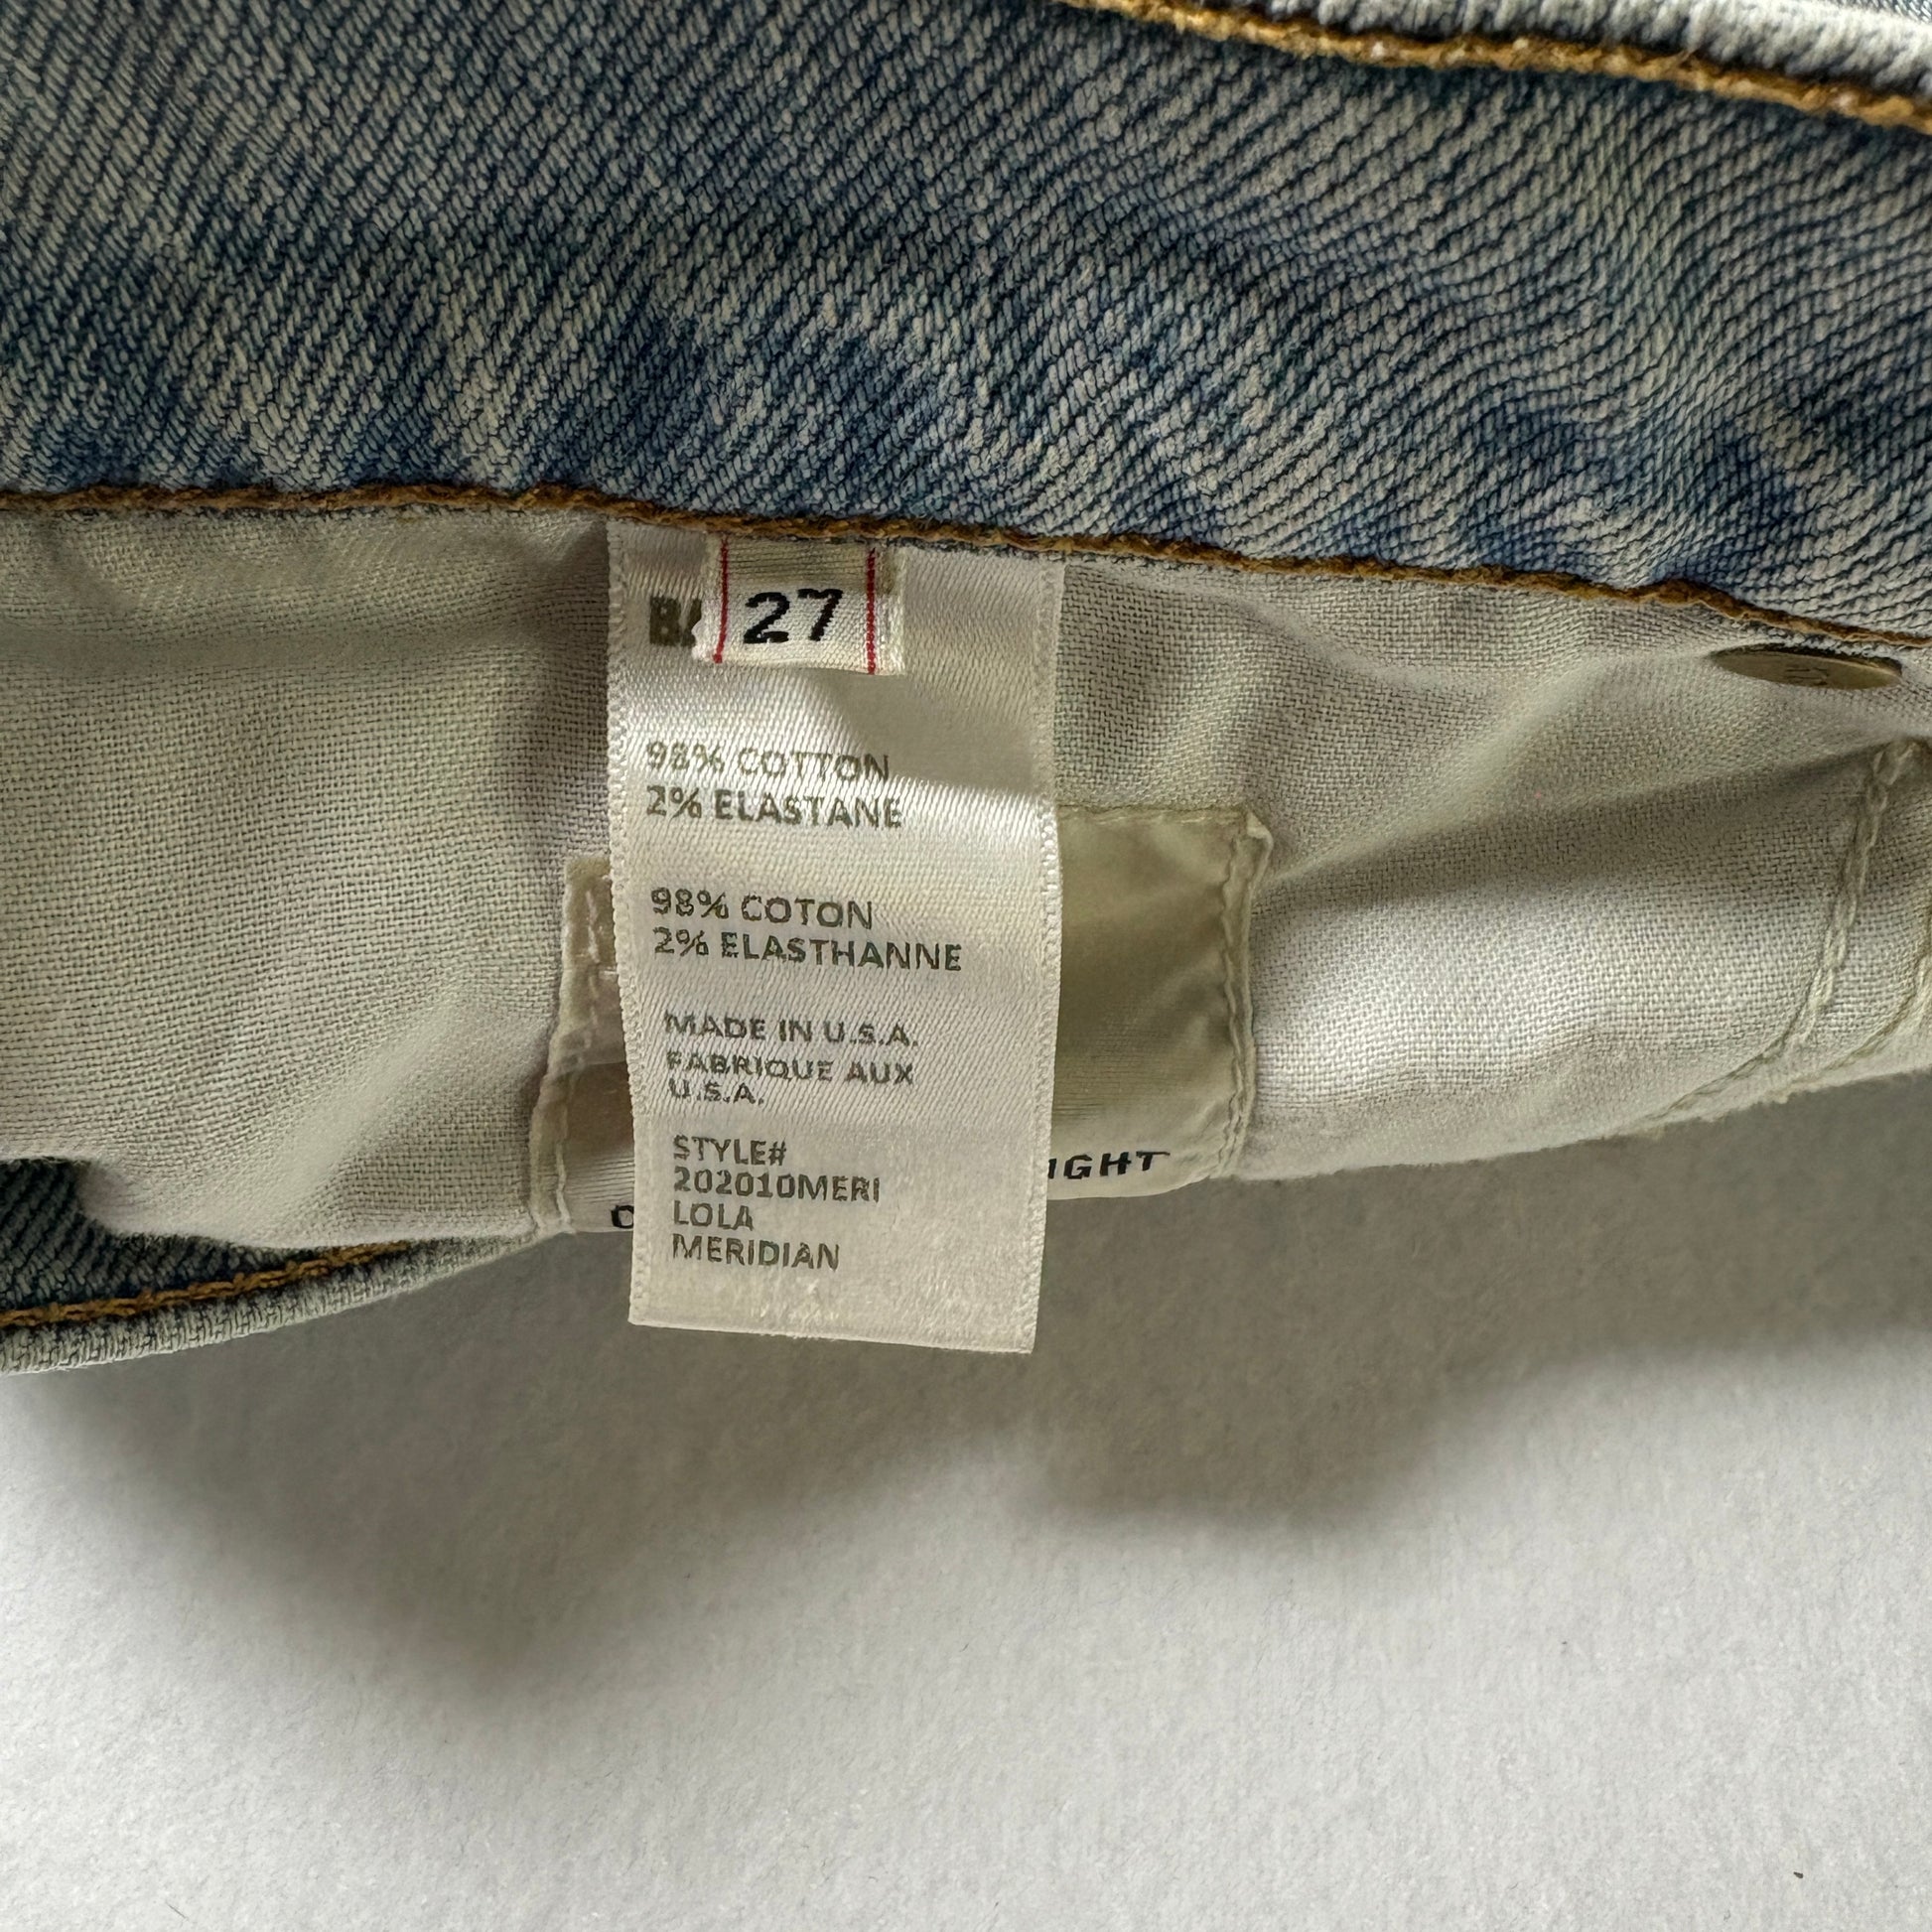 27
98% COTTON
2% ELASTANE
98% COTON
2% ELASTHANNE
MADE IN U.S.A.
FABRIQUE AUX
U.S.A.
STYLE#
202010MERI
LOLA
MERIDIAN